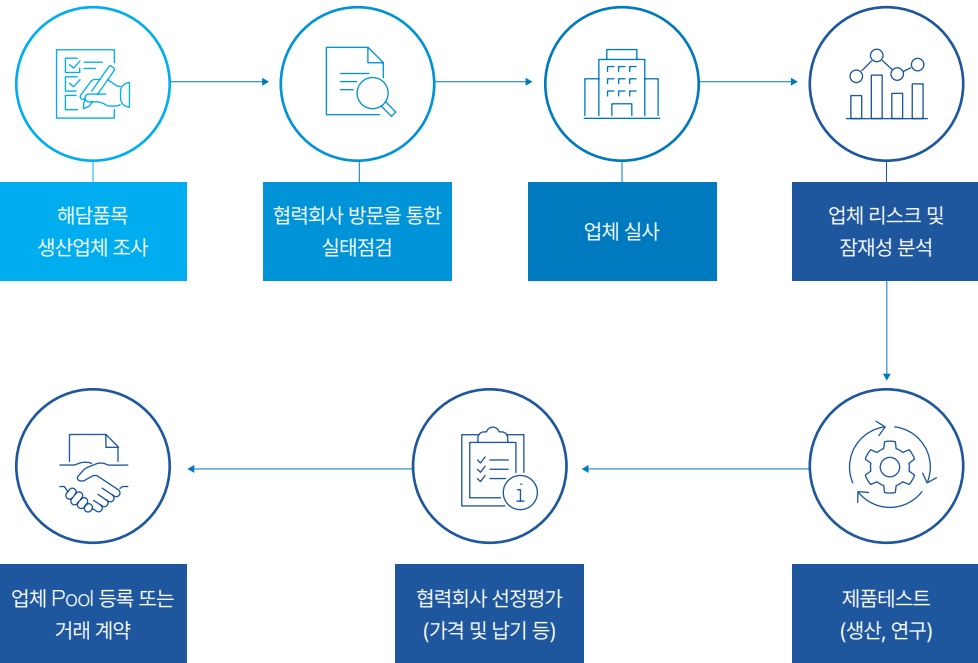 해담품목
생산업체 조사
협력회사 방문을 통한
실태점검
업체 실사
업체 리스크 및
잠재성 분석
제품테스트
(생산, 연구)
협력회사 선정평가
(가격 및 납기 등)
업체 Pool 등록 또는
거래 계약